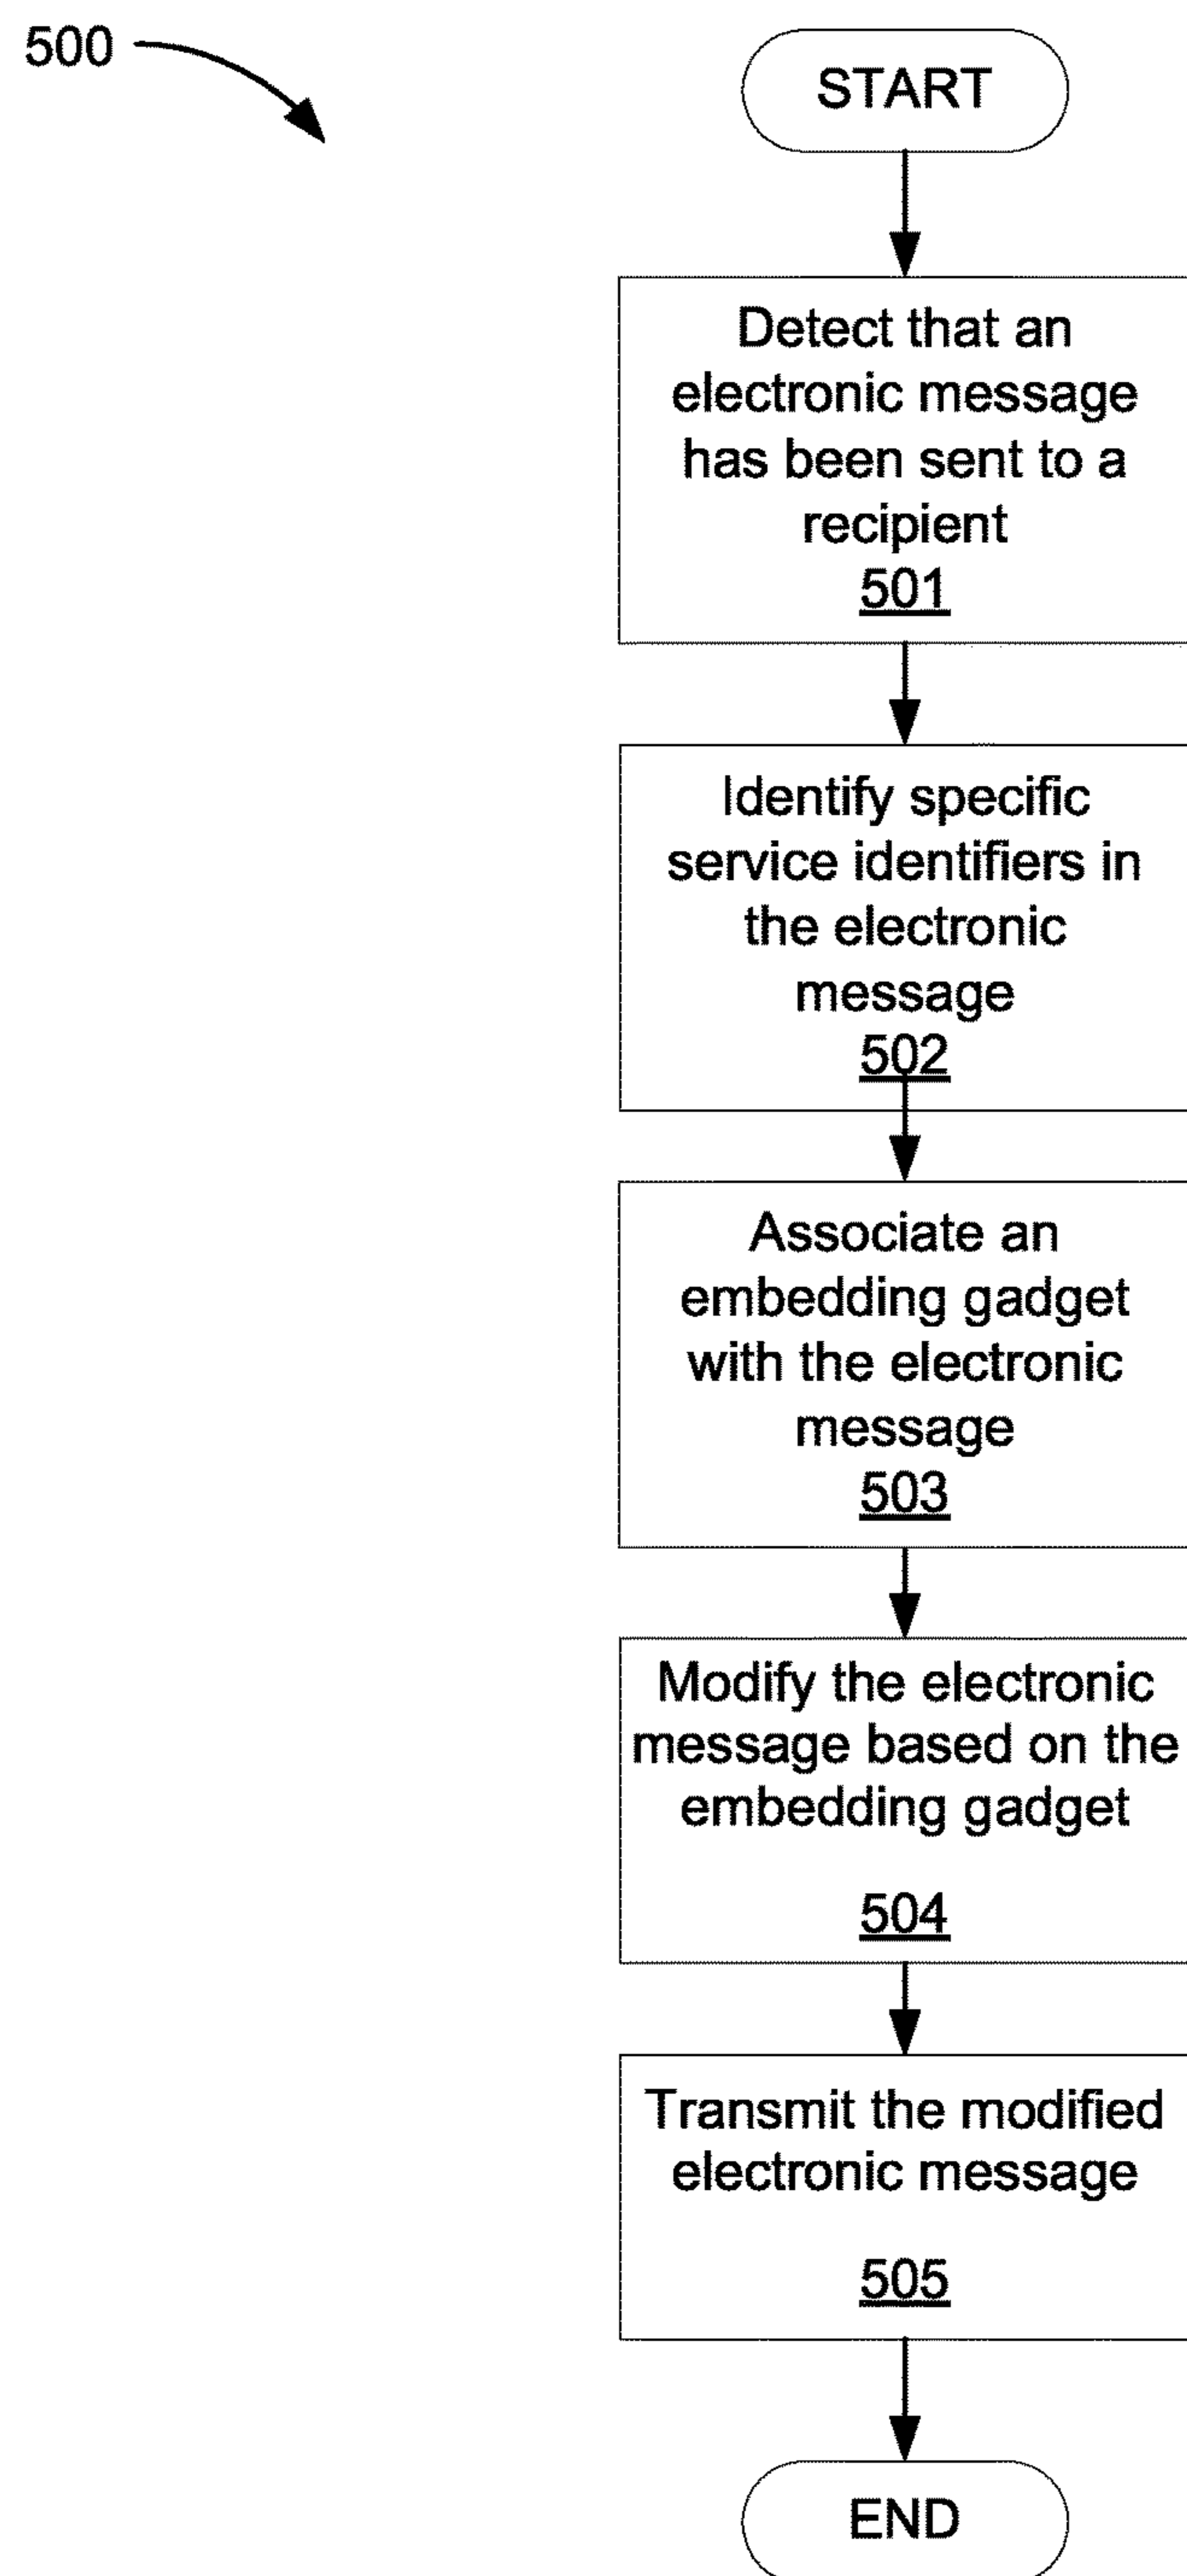 500
START
Detect that an
electronic message
has been sent to a
recipient
501
Identify specific
service identifiers in
the electronic
message
502
Associate an
embedding gadget
with the electronic
message
503
Modify the electronic
message based on the
embedding gadget
504
Transmit the modified
electronic message
505
END